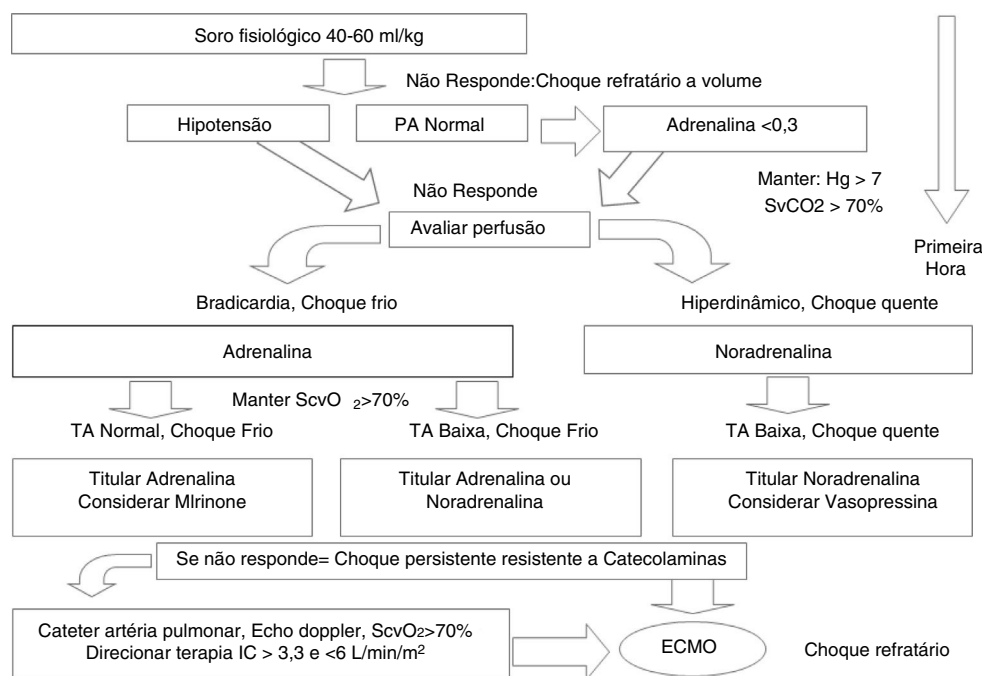 Soro fisiológico 40-60 ml/kg
Não Responde:Choque refratário a volume
Hipotensão
PA Normal
Adrenalina <0,3
Manter: Hg > 7
SvCO2 > 70%
Não Responde
Avaliar perfusão
Primeira
Hora
Bradicardia, Choque frio
Hiperdinâmico, Choque quente
Adrenalina
Noradrenalina
Manter ScvO 2>70%
TA Normal, Choque Frio
TA Baixa, Choque Frio
TA Baixa, Choque quente
Titular Adrenalina
Considerar MIrinone
Titular Adrenalina ou
Noradrenalina
Titular Noradrenalina
Considerar Vasopressina
Se não responde= Choque persistente resistente a Catecolaminas
Cateter artéria pulmonar, Echo doppler, ScvO2>70%
Direcionar terapia IC > 3,3 e <6 L/min/m²
ECMO
Choque refratário